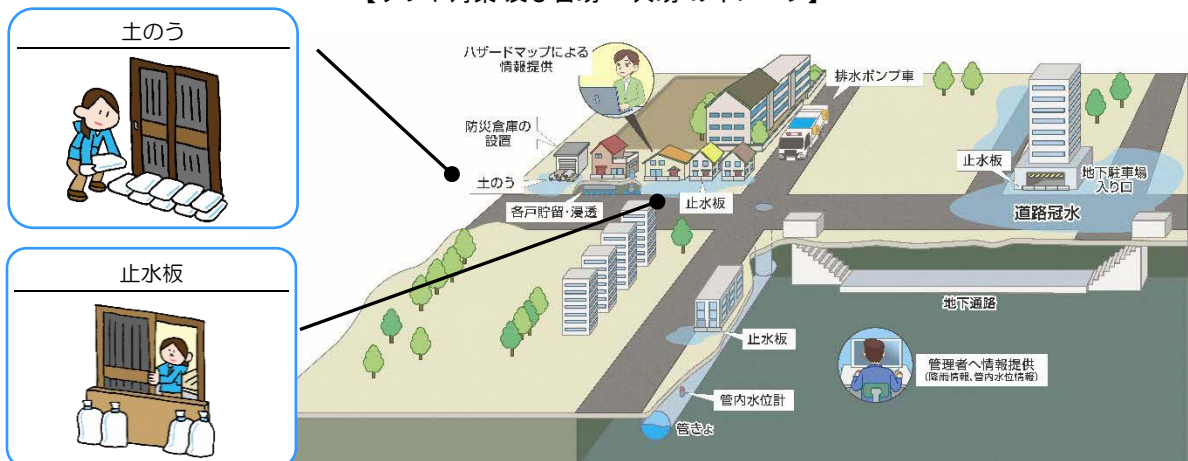 土のう
止水板
ハザードマップによる
情報提供
排水ポンプ車
防災倉庫の
設置
土のう
各戸貯留・浸透
止水板
止水板
地下駐車場
入り口
道路冠水
地下通路
止水板
管理者へ情報提供
(降雨情報、管内水位情報)
管内水位計
管きょ